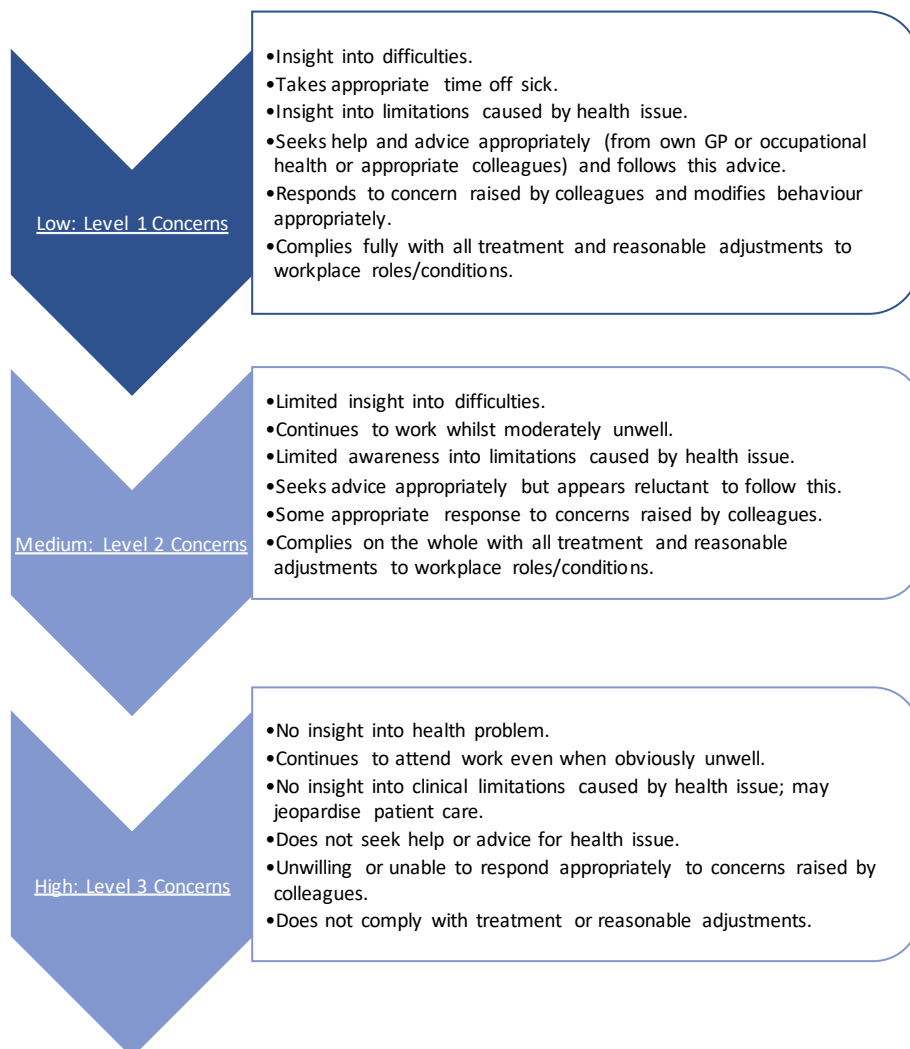 Low: Level 1 Concerns
•Insight into difficulties.
•Takes appropriate time off sick.
•Insight into limitations caused by health issue.
•Seeks help and advice appropriately (from own GP or occupational
health or appropriate colleagues) and follows this advice.
•Responds to concern raised by colleagues and modifies behaviour
appropriately.
•Complies fully with all treatment and reasonable adjustments to
workplace roles/conditions.
Medium: Level 2 Concerns
•Limited insight into difficulties.
•Continues to work whilst moderately unwell.
•Limited awareness into limitations caused by health issue.
•Seeks advice appropriately but appears reluctant to follow this.
•Some appropriate response to concerns raised by colleagues.
•Complies on the whole with all treatment and reasonable
adjustments to workplace roles/conditions.
High: Level 3 Concerns
•No insight into health problem.
•Continues to attend work even when obviously unwell.
•No insight into clinical limitations caused by health issue; may
jeopardise patient care.
•Does not seek help or advice for health issue.
•Unwilling or unable to respond appropriately to concerns raised by
colleagues.
•Does not comply with treatment or reasonable adjustments.